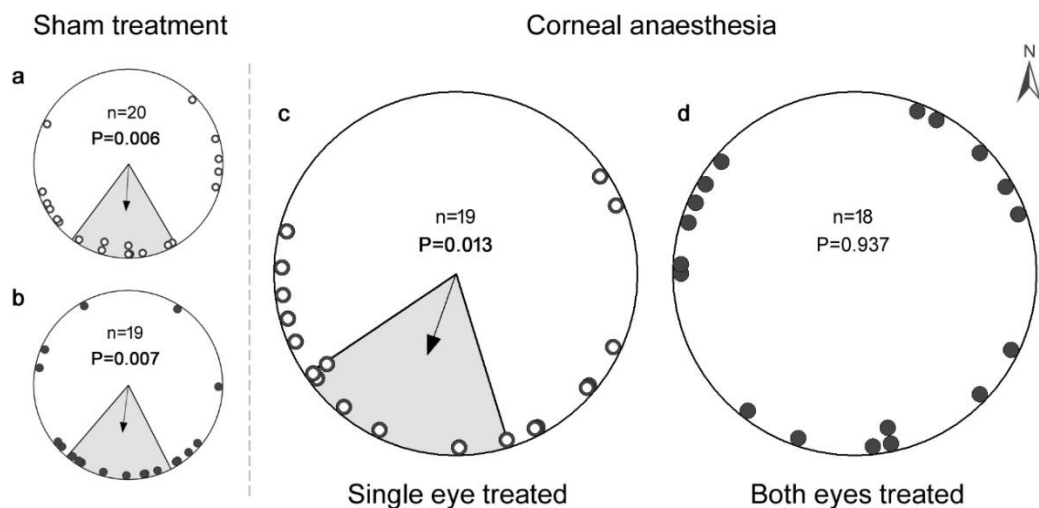 Sham treatment
Corneal anaesthesia
N
a
n=20
P=0.006
b
n=19
P=0.007
c
n=19
P=0.013
d
n=18
P=0.937
Single eye treated
Both eyes treated